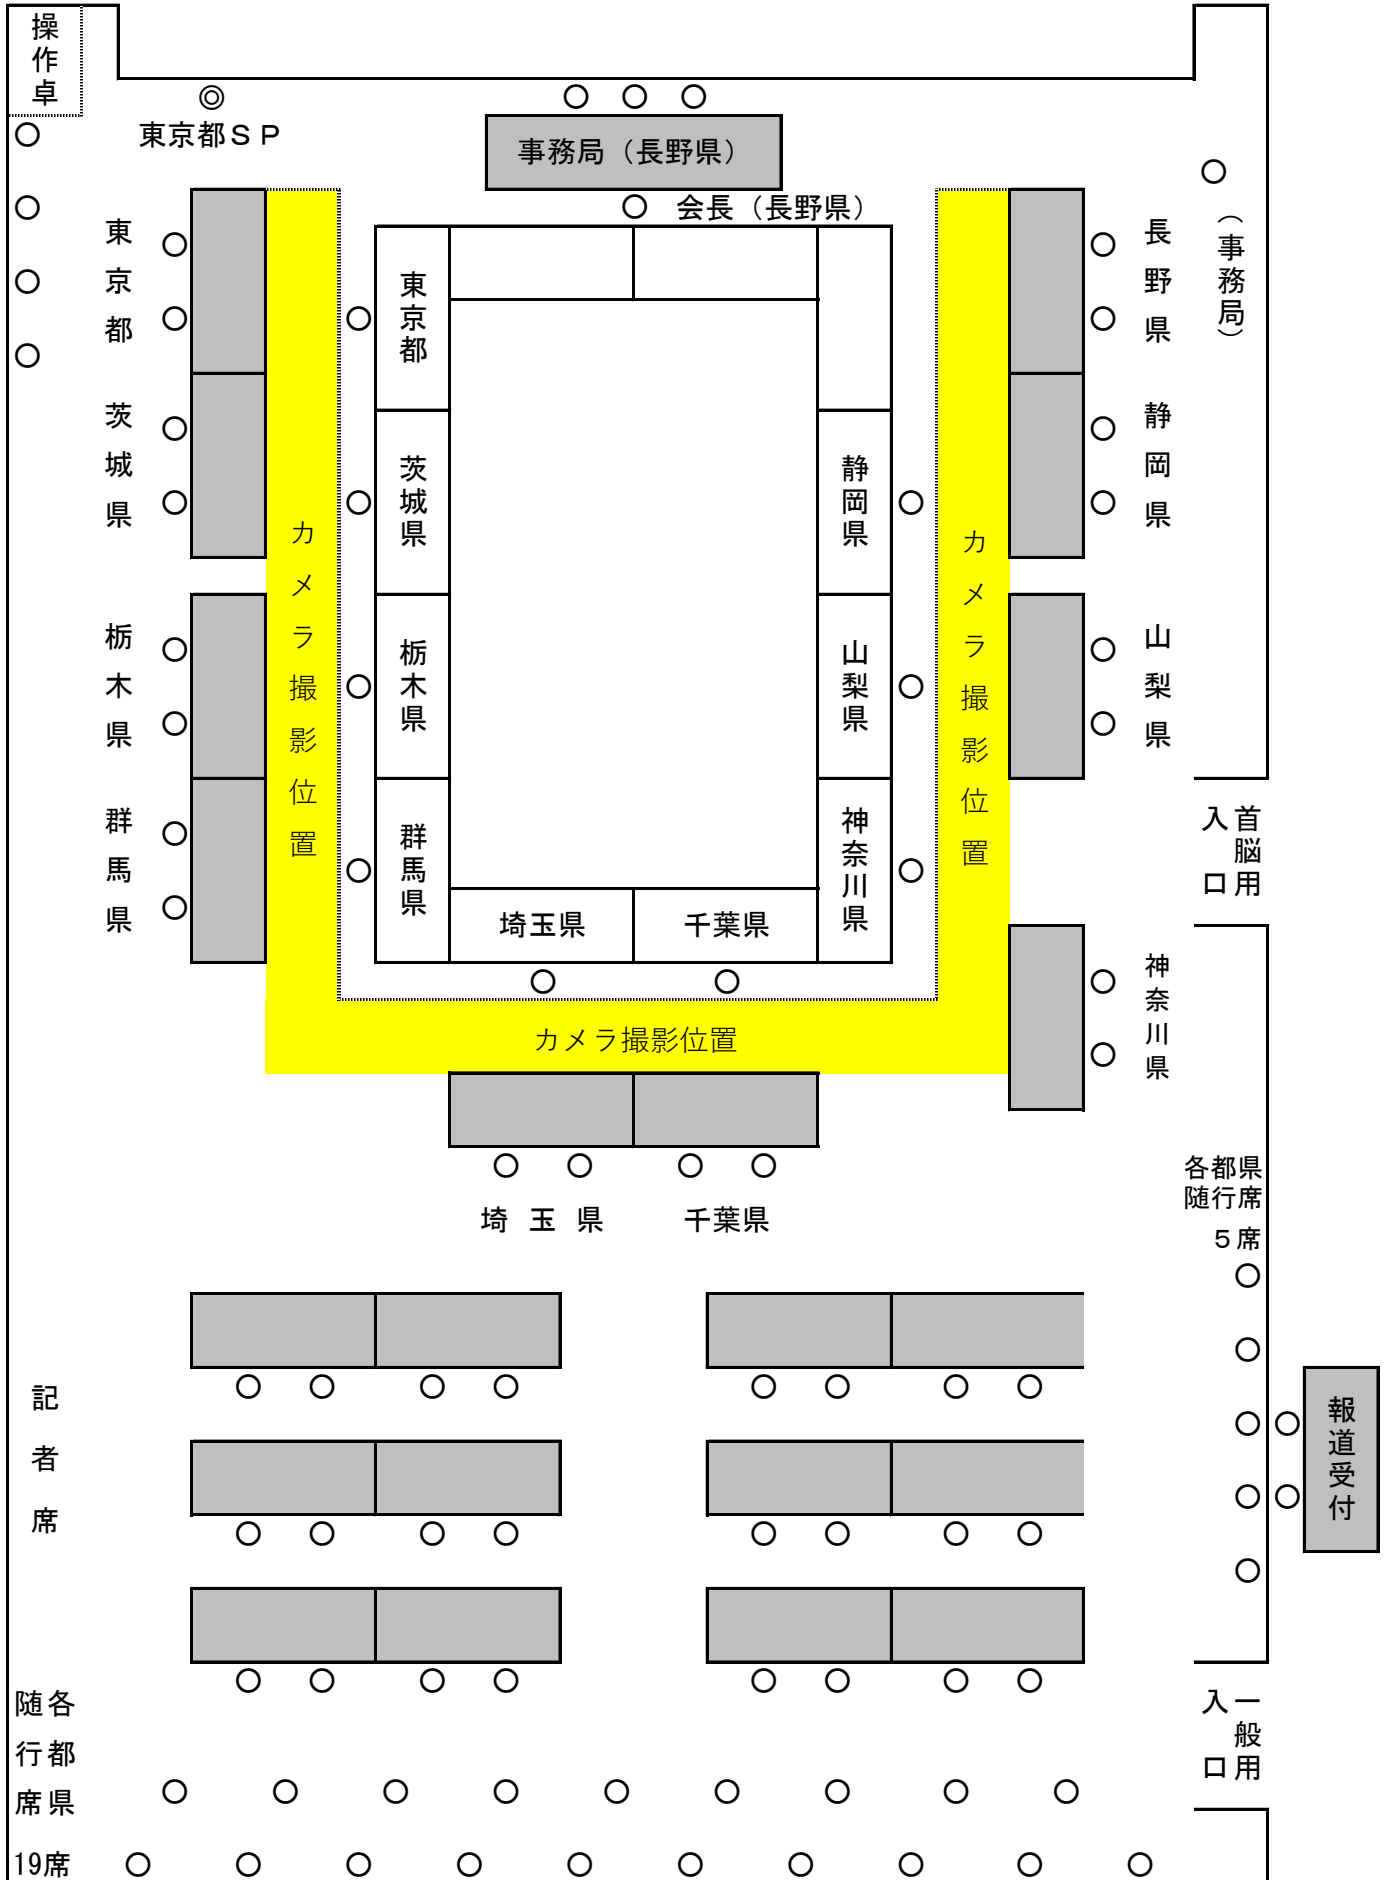 操作卓
東京都ＳＰ
事務局（長野県）
会長（長野県）
（事務局）
東京都
茨城県
栃木県
群馬県
カメラ撮影位置
東京都
茨城県
栃木県
群馬県
埼玉県
千葉県
静岡県
山梨県
神奈川県
カメラ撮影位置
長野県
静岡県
山梨県
神奈川県
首脳用
入口
カメラ撮影位置
埼玉県
千葉県
各都県
随行席
５席
記者席
報道受付
各都県
随行席
19席
一般用
入口